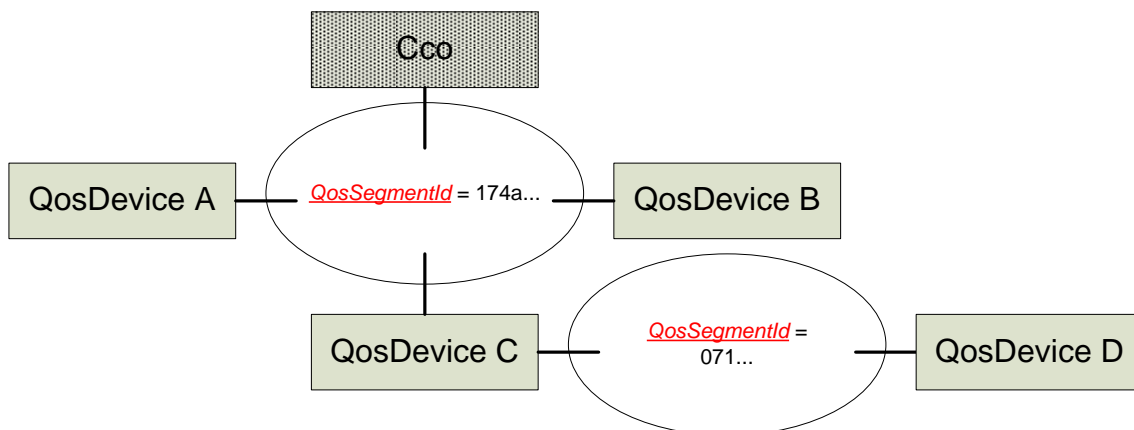 Cco
QosDevice A
QosSegmentId = 174a...
QosDevice B
QosDevice C
QosSegmentId =
071...
QosDevice D